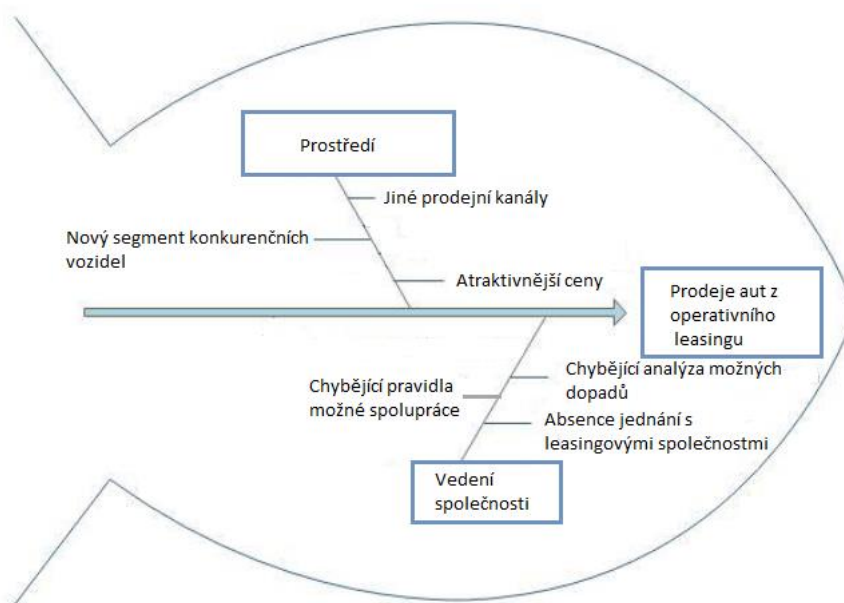 Prostředí
Jiné prodejní kanály
Nový segment konkurenčních
vozidel
Atraktivnější ceny
Prodeje aut z
operativního
leasingu
Chybějící analýza možných
dopadů
Chybějící pravidla
možné spolupráce
Absence jednání s
leasingovými společnostmi
Vedení
společnosti